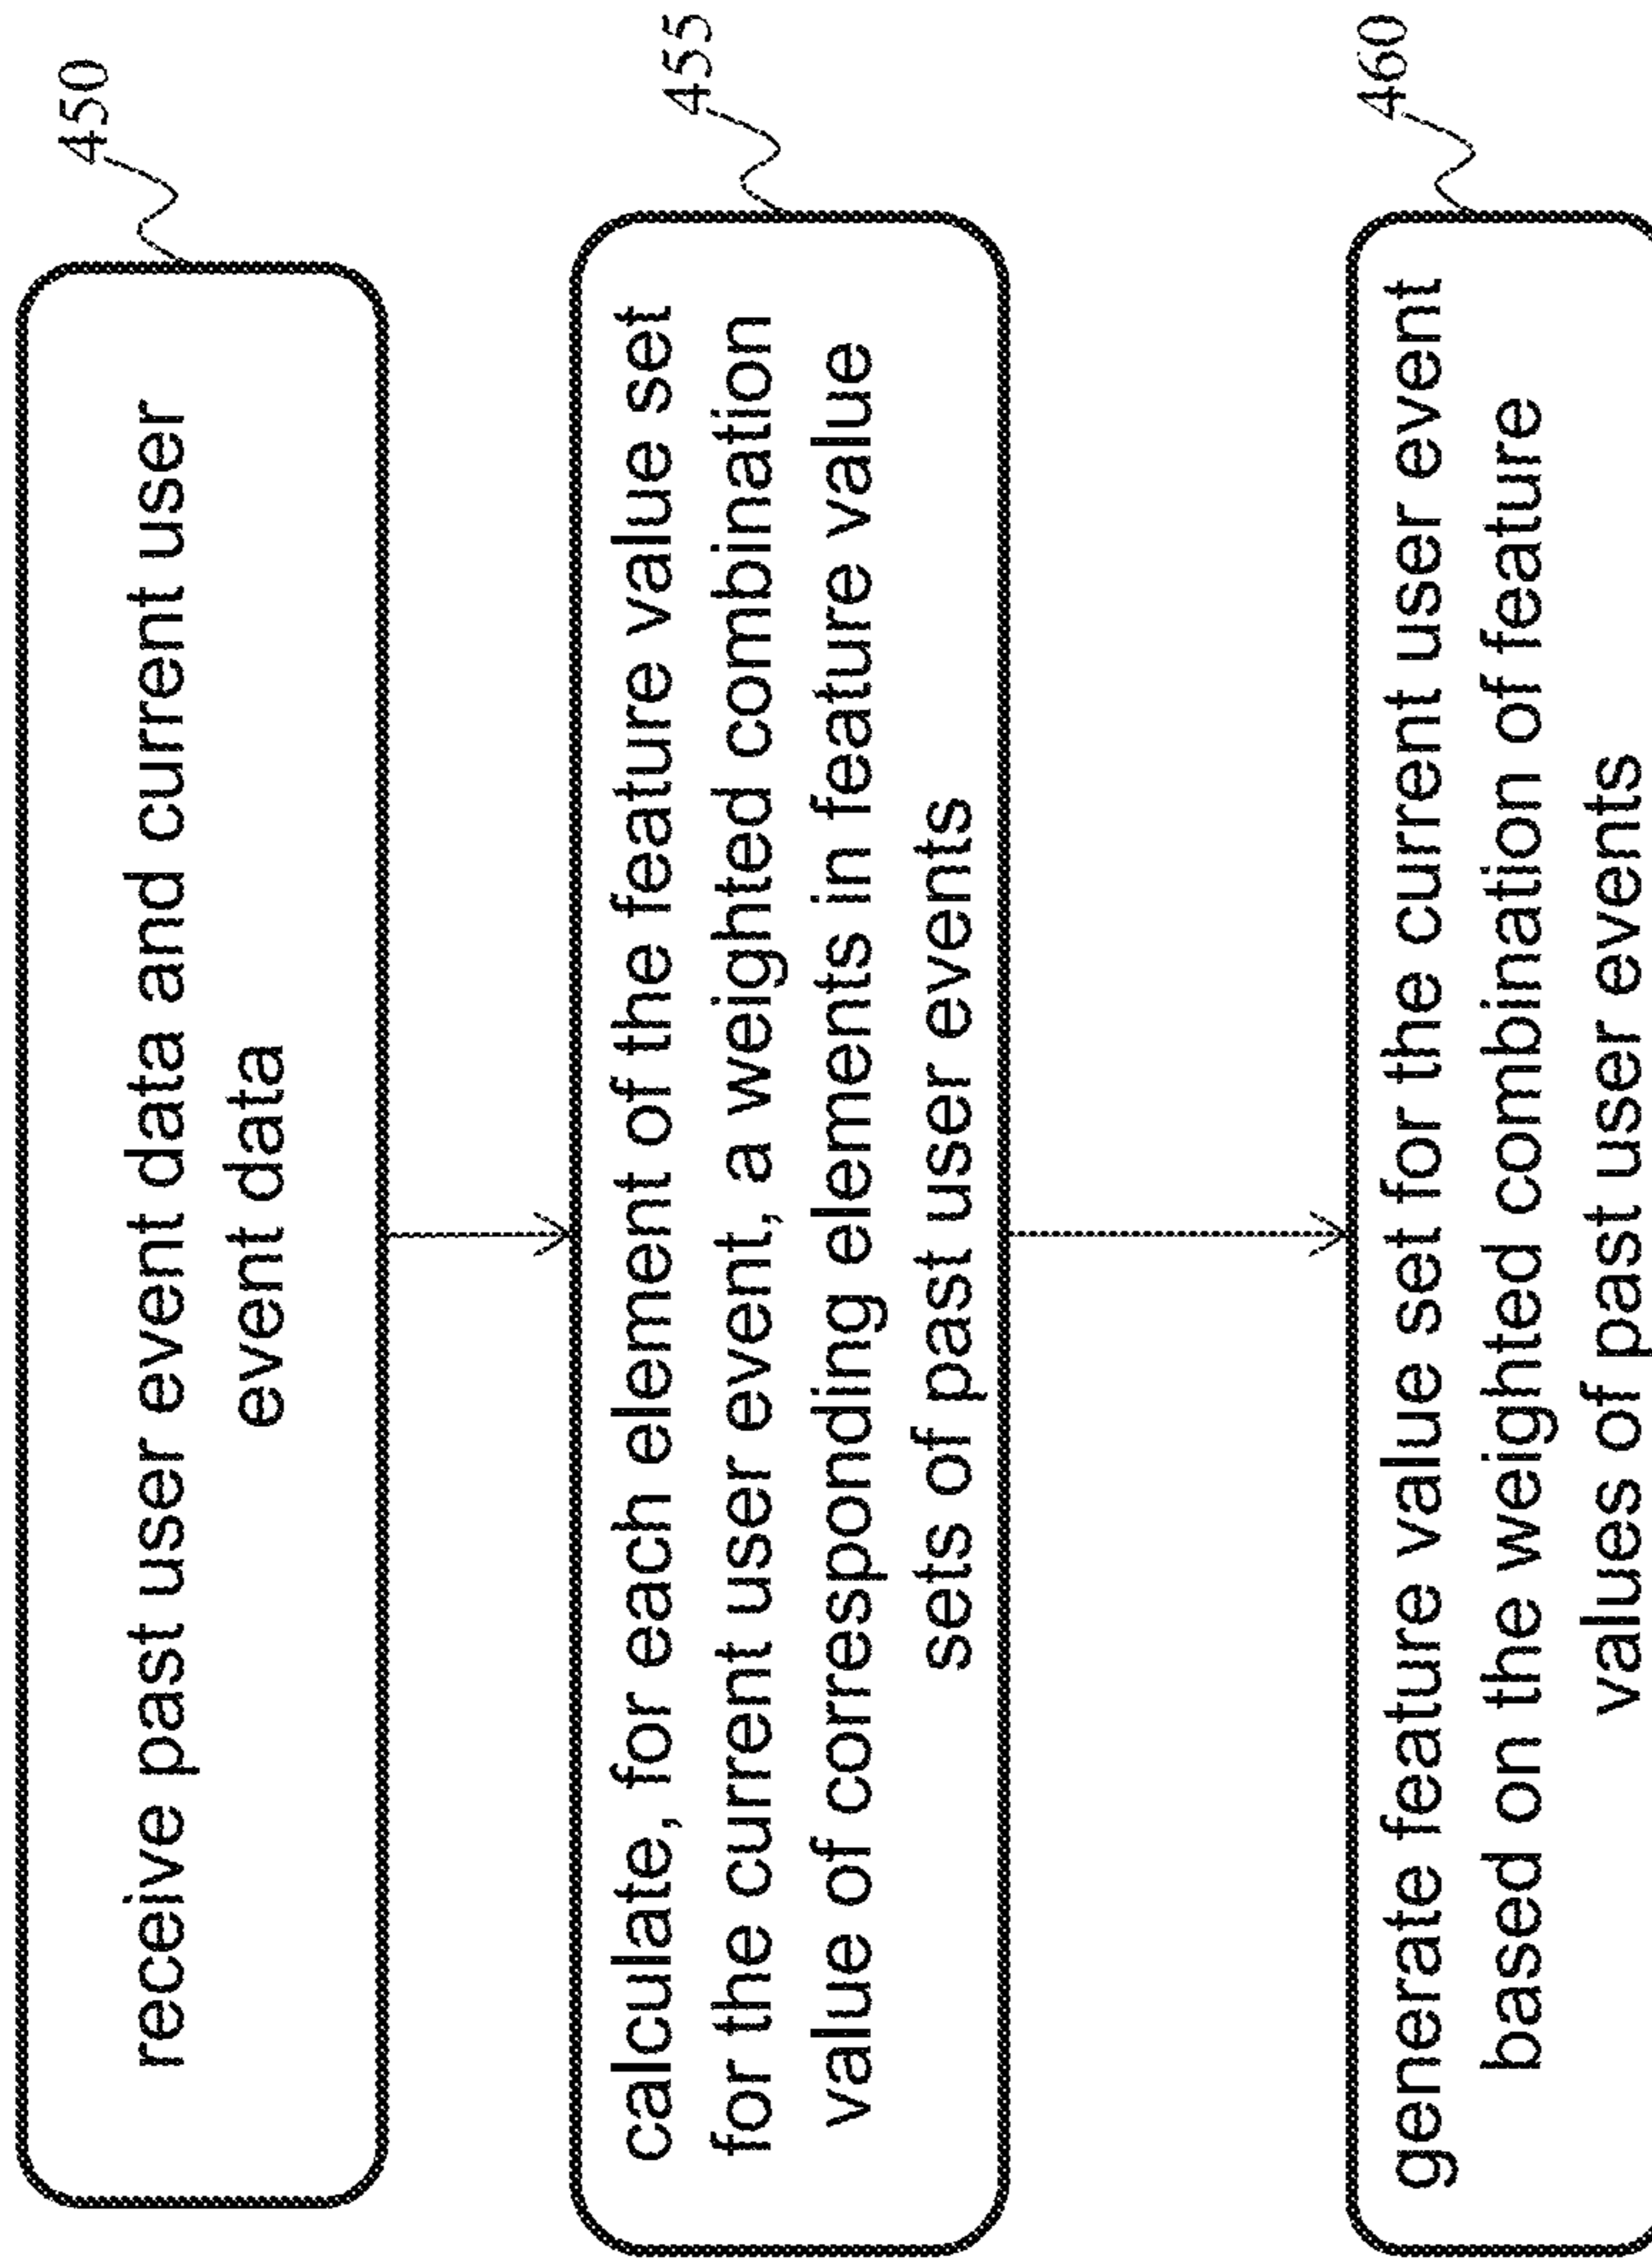 450
receive past user event data and current user
event data
455
calculate, for each element of the feature value set
for the current user event, a weighted combination
value of corresponding elements in feature value
sets of past user events
460
generate feature value set for the current user event
based on the weighted combination of feature
values of past user events